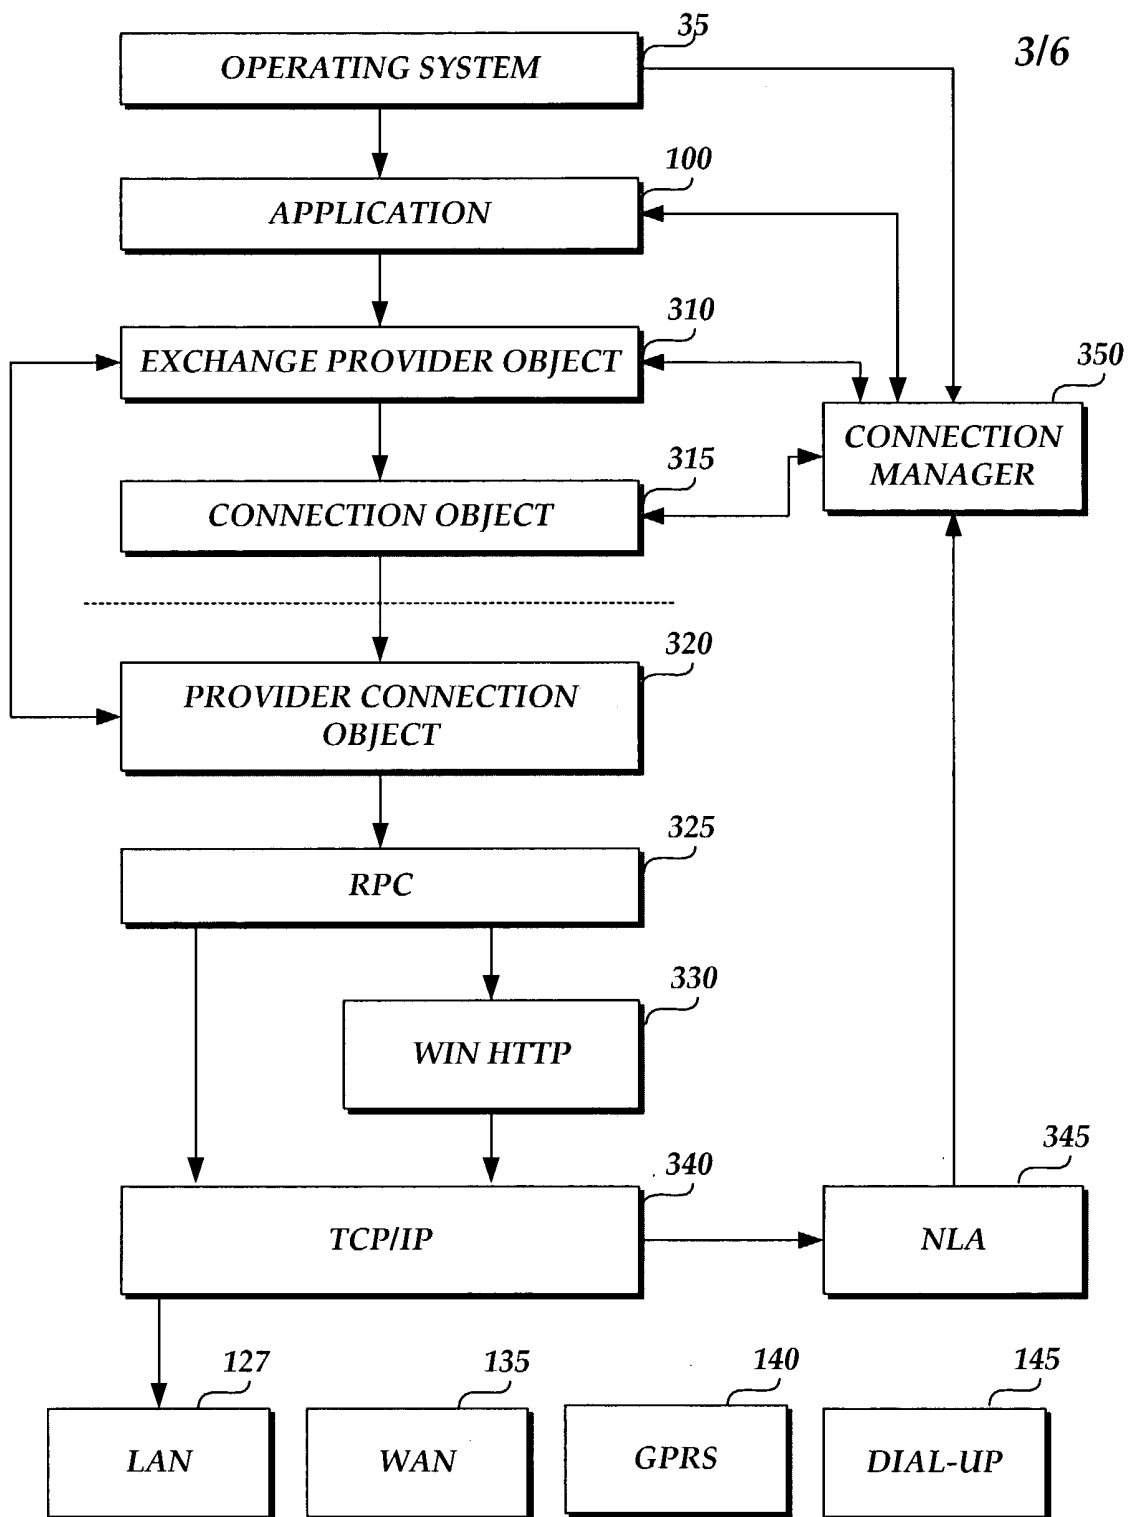 35
3/6
OPERATING SYSTEM
100
APPLICATION
310
EXCHANGE PROVIDER OBJECT
350
CONNECTION
MANAGER
315
CONNECTION OBJECT
320
PROVIDER CONNECTION
OBJECT
325
RPC
330
WIN HTTP
340
345
TCP/IP
NLA
127
135
140
145
LAN
WAN
GPRS
DIAL-UP